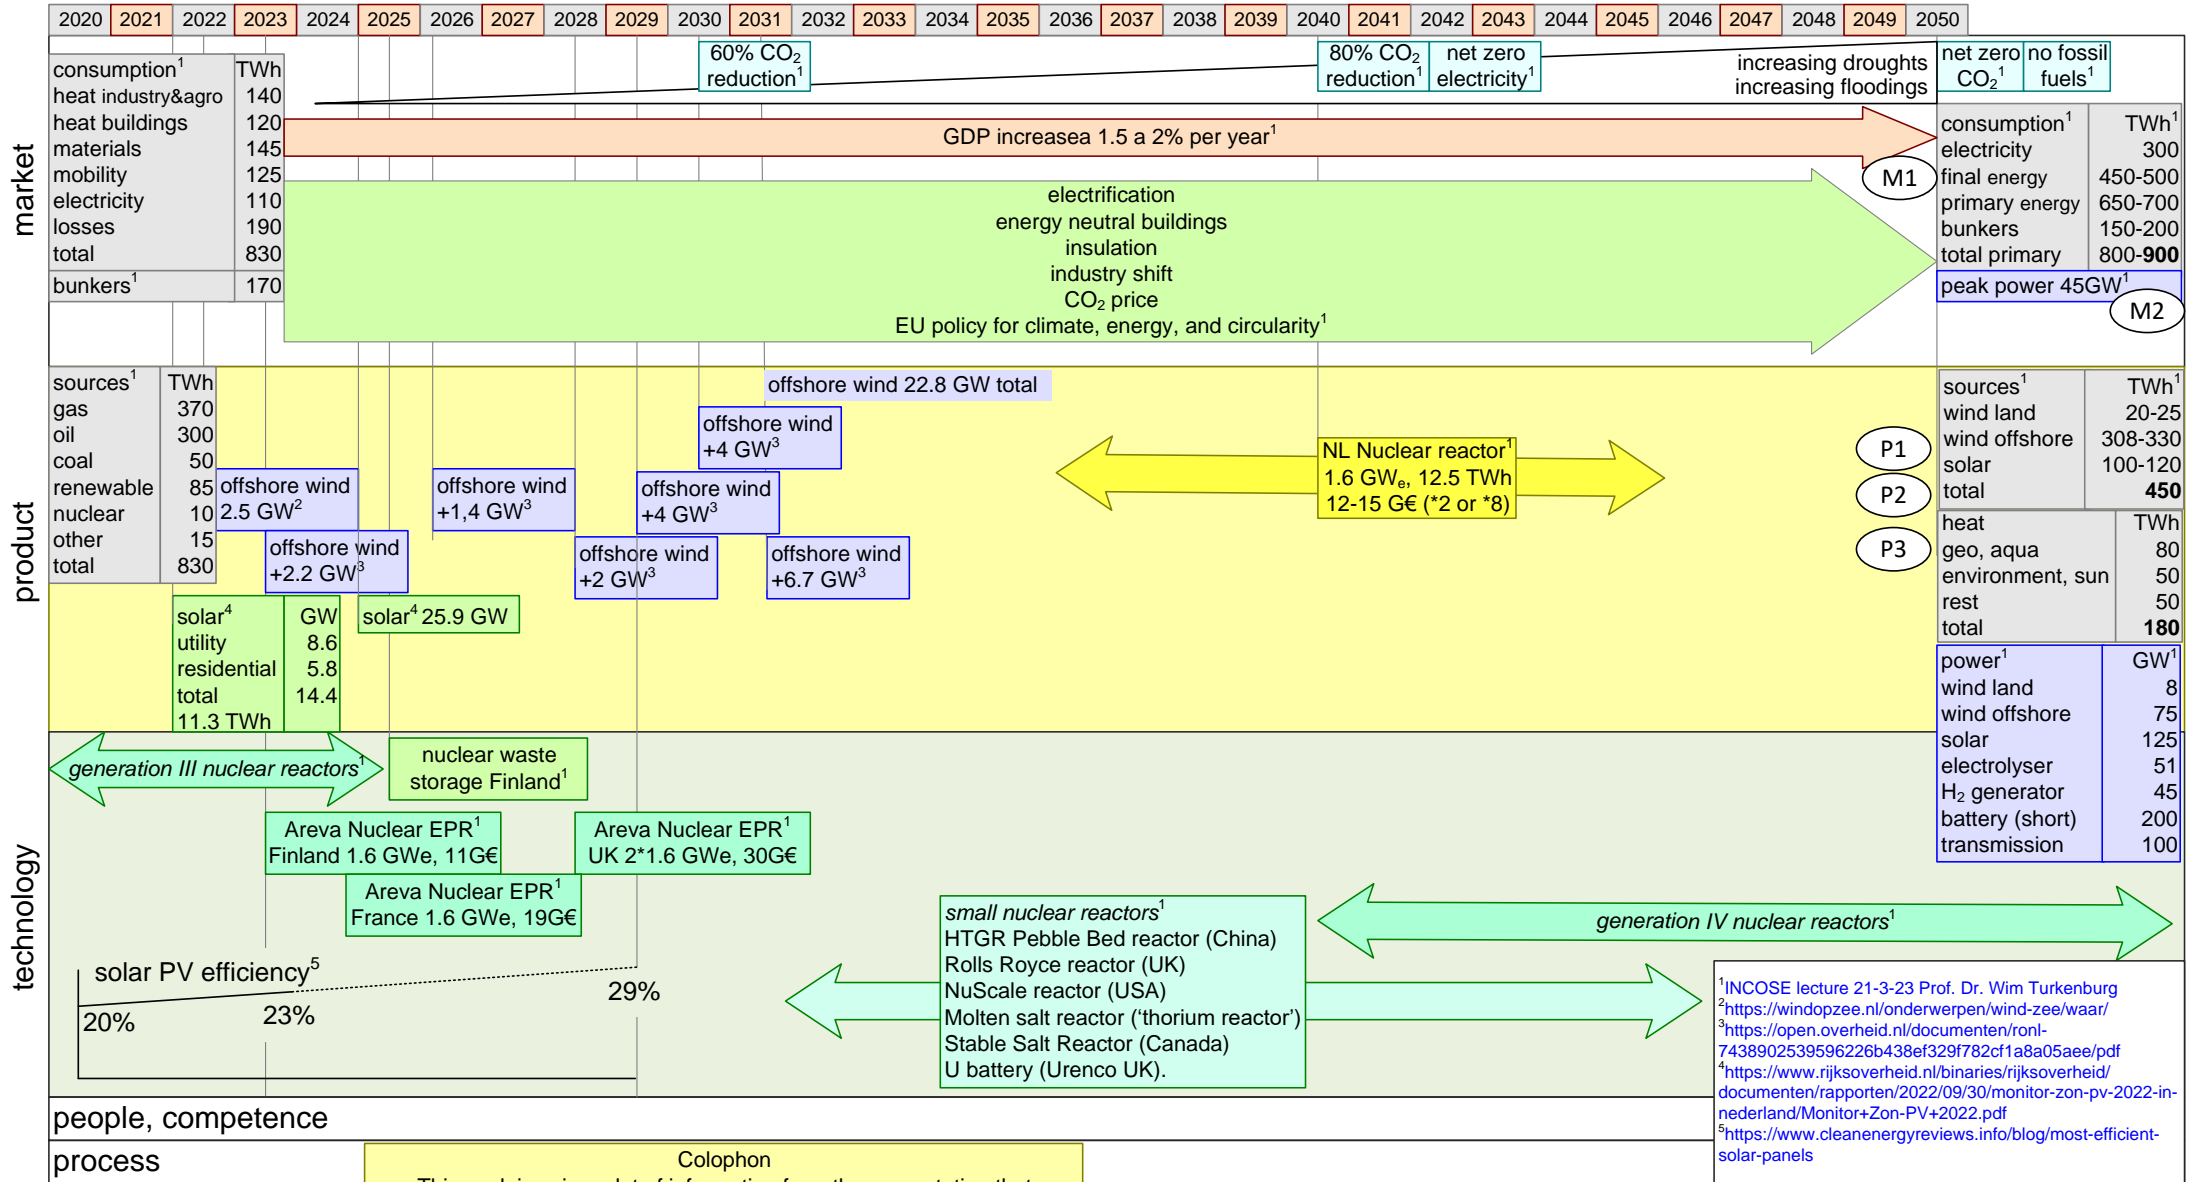 2020 2021 2022 2023 2024 2025 2026 2027 2028 2029 2030 2031 2032 2033 2034 2035 2036 2037 2038 2039 2040 2041 2042 2043 2044 2045 2046 2047 2048 2049 2050
market
consumption¹ TWh
heat industry&agro 140
heat buildings 120
materials 145
mobility 125
electricity 110
losses 190
total 830
bunkers¹ 170
60% CO₂
reduction¹
80% CO₂
reduction¹
net zero
electricity¹
increasing droughts
increasing floodings
net zero
CO₂¹
no fossil
fuels¹
GDP increasea 1.5 a 2% per year¹
M1
electrification
energy neutral buildings
insulation
industry shift
CO₂ price
EU policy for climate, energy, and circularity¹
consumption¹ TWh¹
electricity 300
final energy 450-500
primary energy 650-700
bunkers 150-200
total primary 800-900
peak power 45GW¹
M2
product
sources¹ TWh
gas 370
oil 300
coal 50
renewable 85
nuclear 10
other 15
total 830
offshore wind
2.5 GW²
offshore wind
+2.2 GW³
offshore wind
+1,4 GW³
offshore wind
+2 GW³
offshore wind
+4 GW³
offshore wind
+4 GW³
offshore wind 22.8 GW total
offshore wind
+6.7 GW³
solar⁴ GW
utility 8.6
residential 5.8
total 14.4
11.3 TWh
solar⁴ 25.9 GW
NL Nuclear reactor¹
1.6 GWₑ, 12.5 TWh
12-15 G€ (*2 or *8)
P1
P2
P3
sources¹ TWh¹
wind land 20-25
wind offshore 308-330
solar 100-120
total 450
heat TWh
geo, aqua 80
environment, sun 50
rest 50
total 180
power¹ GW¹
wind land 8
wind offshore 75
solar 125
electrolyser 51
H₂ generator 45
battery (short) 200
transmission 100
technology
generation III nuclear reactors¹
nuclear waste
storage Finland¹
Areva Nuclear EPR¹
Finland 1.6 GWe, 11G€
Areva Nuclear EPR¹
UK 2*1.6 GWe, 30G€
Areva Nuclear EPR¹
France 1.6 GWe, 19G€
solar PV efficiency⁵
20%
23%
29%
small nuclear reactors¹
HTGR Pebble Bed reactor (China)
Rolls Royce reactor (UK)
NuScale reactor (USA)
Molten salt reactor (‘thorium reactor’)
Stable Salt Reactor (Canada)
U battery (Urenco UK).
generation IV nuclear reactors¹
¹INCOSE lecture 21-3-23 Prof. Dr. Wim Turkenburg
²https://windopzee.nl/onderwerpen/wind-zee/waar/
³https://open.overheid.nl/documenten/ronl-
7438902539596226b438ef329f782cf1a8a05aee/pdf
⁴https://www.rijksoverheid.nl/binaries/rijksoverheid/
documenten/rapporten/2022/09/30/monitor-zon-pv-2022-in-
nederland/Monitor+Zon-PV+2022.pdf
⁵https://www.cleanenergyreviews.info/blog/most-efficient-
solar-panels
people, competence
process
Colophon